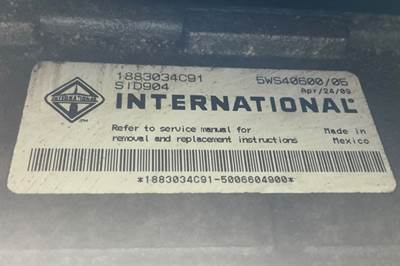 1883034C91 5WS40600/05
SID904 Apr/24/09
INTERNATIONAL
INTERNATIONAL®
Refer to service manual for Made in
removal and replacement instructions Mexico
*1883034C91-5006604900*